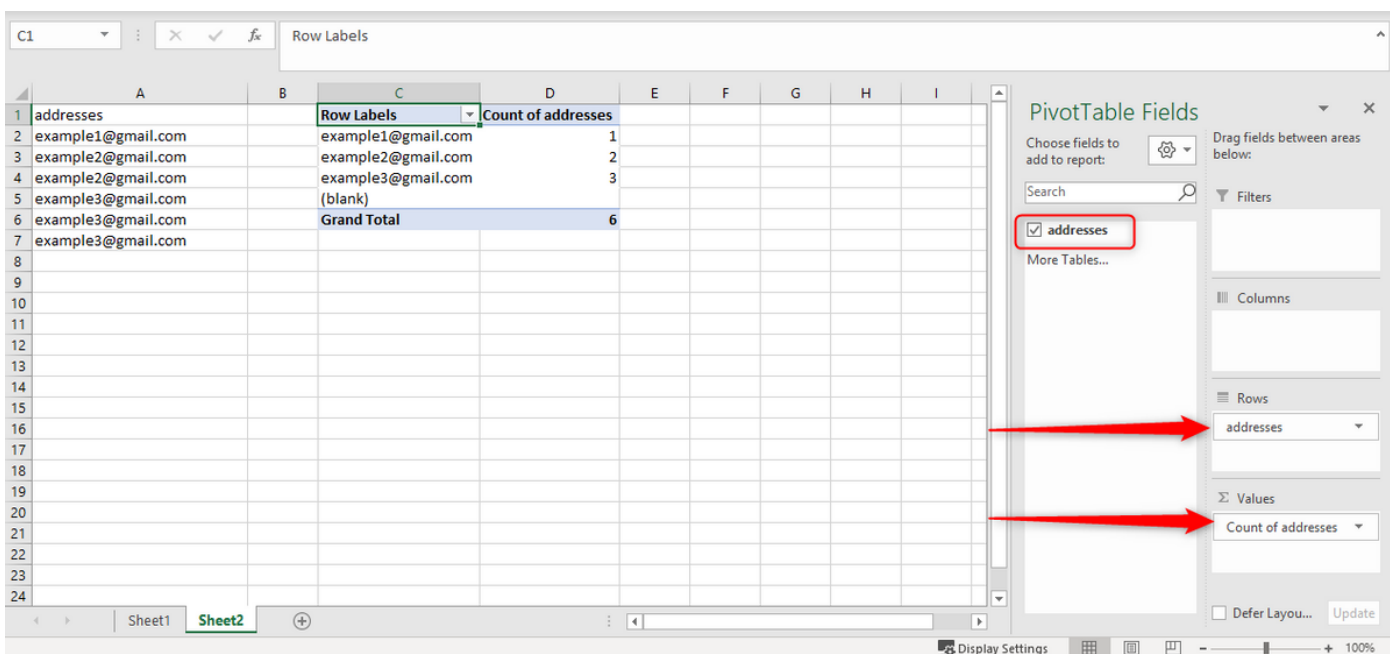 C1 fx Row Labels
A B C D E F G H I
1 addresses Row Labels Count of addresses
2 example1@gmail.com example1@gmail.com 1
3 example2@gmail.com example2@gmail.com 2
4 example2@gmail.com example3@gmail.com 3
5 example3@gmail.com (blank)
6 example3@gmail.com Grand Total 6
7 example3@gmail.com
8
9
10
11
12
13
14
15
16
17
18
19
20
21
22
23
24
Sheet1 Sheet2
PivotTable Fields
Choose fields to
add to report:
Search
addresses
More Tables...
Drag fields between areas
below:
Filters
Columns
Rows
addresses
Σ Values
Count of addresses
Defer Layou... Update
Display Settings 100%